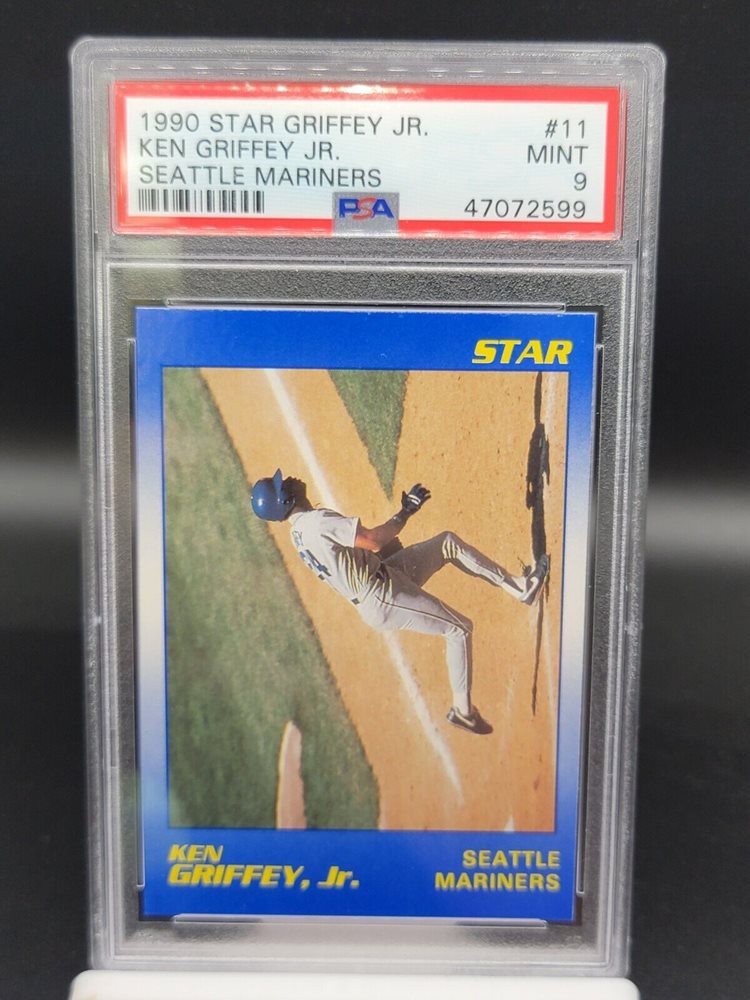 1990 STAR GRIFFEY JR. #11
KEN GRIFFEY JR. MINT
SEATTLE MARINERS 9
PSA 47072599
STAR
KEN
GRIFFEY, Jr.
SEATTLE
MARINERS